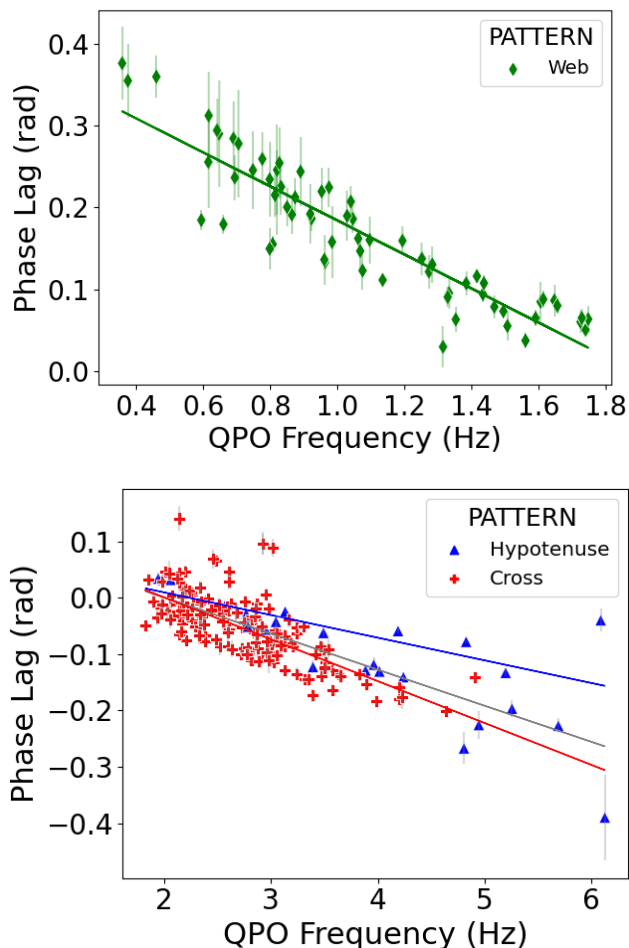 PATTERN
Web
0.4
0.3
0.2
0.1
0.0
Phase Lag (rad)
0.4 0.6 0.8 1.0 1.2 1.4 1.6 1.8
QPO Frequency (Hz)
PATTERN
Hypotenuse
Cross
0.1
0.0
−0.1
−0.2
−0.3
−0.4
Phase Lag (rad)
2 3 4 5 6
QPO Frequency (Hz)